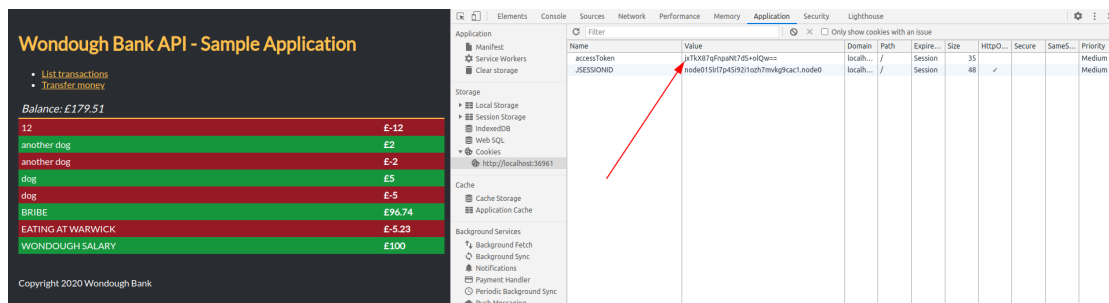 Wondough Bank API - Sample Application
List transactions
Transfer money
Balance: £179.51
12 £-12
another dog £2
another dog £-2
dog £5
dog £-5
BRIBE £96.74
EATING AT WARWICK £-5.23
WONDOUGH SALARY £100
Copyright 2020 Wondough Bank
Elements Console Sources Network Performance Memory Application Security Lighthouse
Application
Manifest
Service Workers
Clear storage
Storage
Local Storage
Session Storage
IndexedDB
Web SQL
Cookies
http://localhost:36961
Cache
Cache Storage
Application Cache
Background Services
Background Fetch
Background Sync
Notifications
Payment Handler
Periodic Background Sync
Push Messaging
Filter Only show cookies with an issue
Name Value Domain Path Expire... Size HttpO... Secure SameS... Priority
accessToken localh... / Session 35 Medium
JSESSIONID localh... / Session 48 ✓ Medium